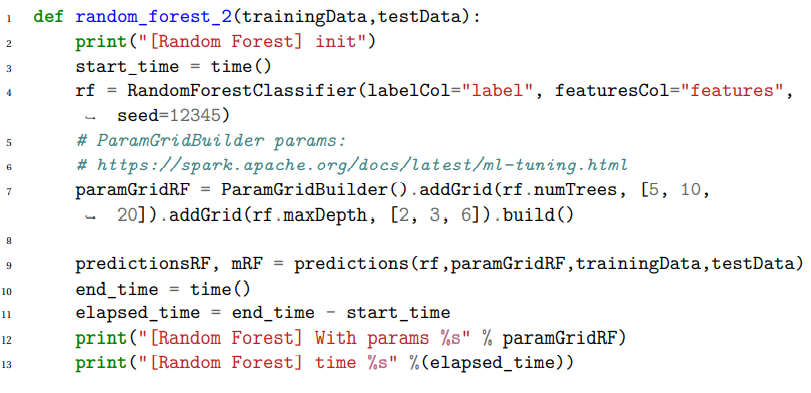 1 def random_forest_2(trainingData,testData):
2 print("[Random Forest] init")
3 start_time = time()
4 rf = RandomForestClassifier(labelCol="label", featuresCol="features",
↪ seed=12345)
5 # ParamGridBuilder params:
6 # https://spark.apache.org/docs/latest/ml-tuning.html
7 paramGridRF = ParamGridBuilder().addGrid(rf.numTrees, [5, 10,
↪ 20]).addGrid(rf.maxDepth, [2, 3, 6]).build()
8
9 predictionsRF, mRF = predictions(rf,paramGridRF,trainingData,testData)
10 end_time = time()
11 elapsed_time = end_time - start_time
12 print("[Random Forest] With params %s" % paramGridRF)
13 print("[Random Forest] time %s" %(elapsed_time))